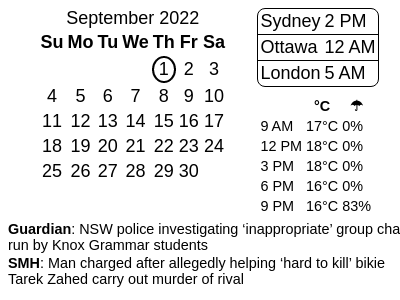 September 2022
Su Mo Tu We Th Fr Sa
1 2 3
4 5 6 7 8 9 10
11 12 13 14 15 16 17
18 19 20 21 22 23 24
25 26 27 28 29 30
Sydney 2 PM
Ottawa 12 AM
London 5 AM
°C ☂
9 AM 17°C 0%
12 PM 18°C 0%
3 PM 18°C 0%
6 PM 16°C 0%
9 PM 16°C 83%
Guardian: NSW police investigating ‘inappropriate’ group cha
run by Knox Grammar students
SMH: Man charged after allegedly helping ‘hard to kill’ bikie
Tarek Zahed carry out murder of rival